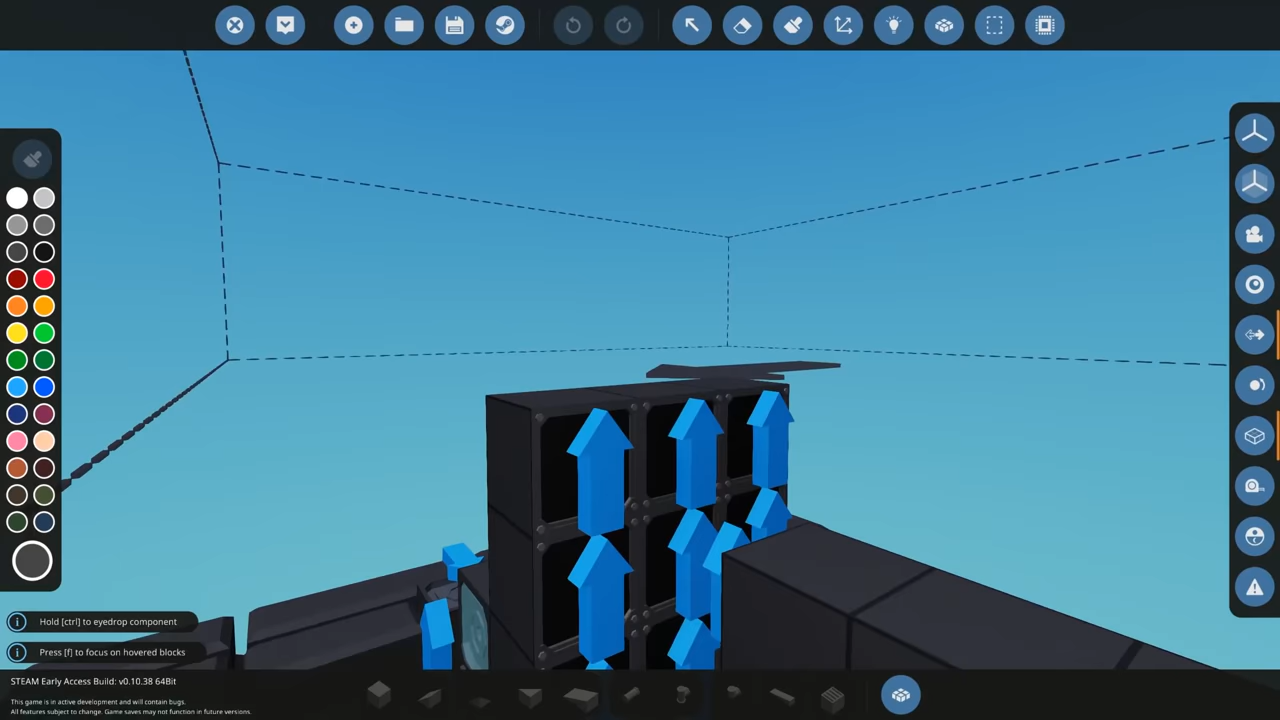 Hold [ctrl] to eyedrop component
Press [f] to focus on hovered blocks
STEAM Early Access Build: v0.10.38 64Bit
This game is in active development and will contain bugs.
All features subject to change. Game saves may not function in future versions.